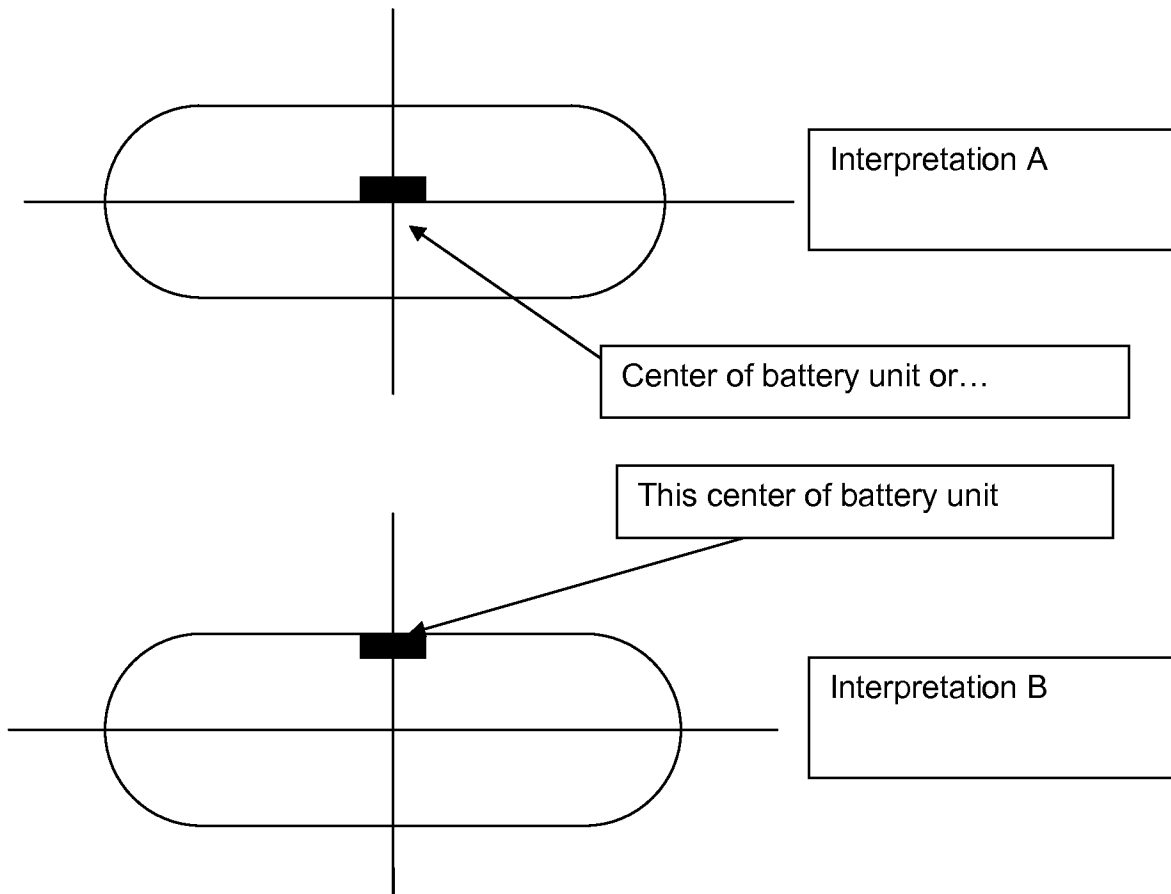 Interpretation A
Center of battery unit or…
This center of battery unit
Interpretation B